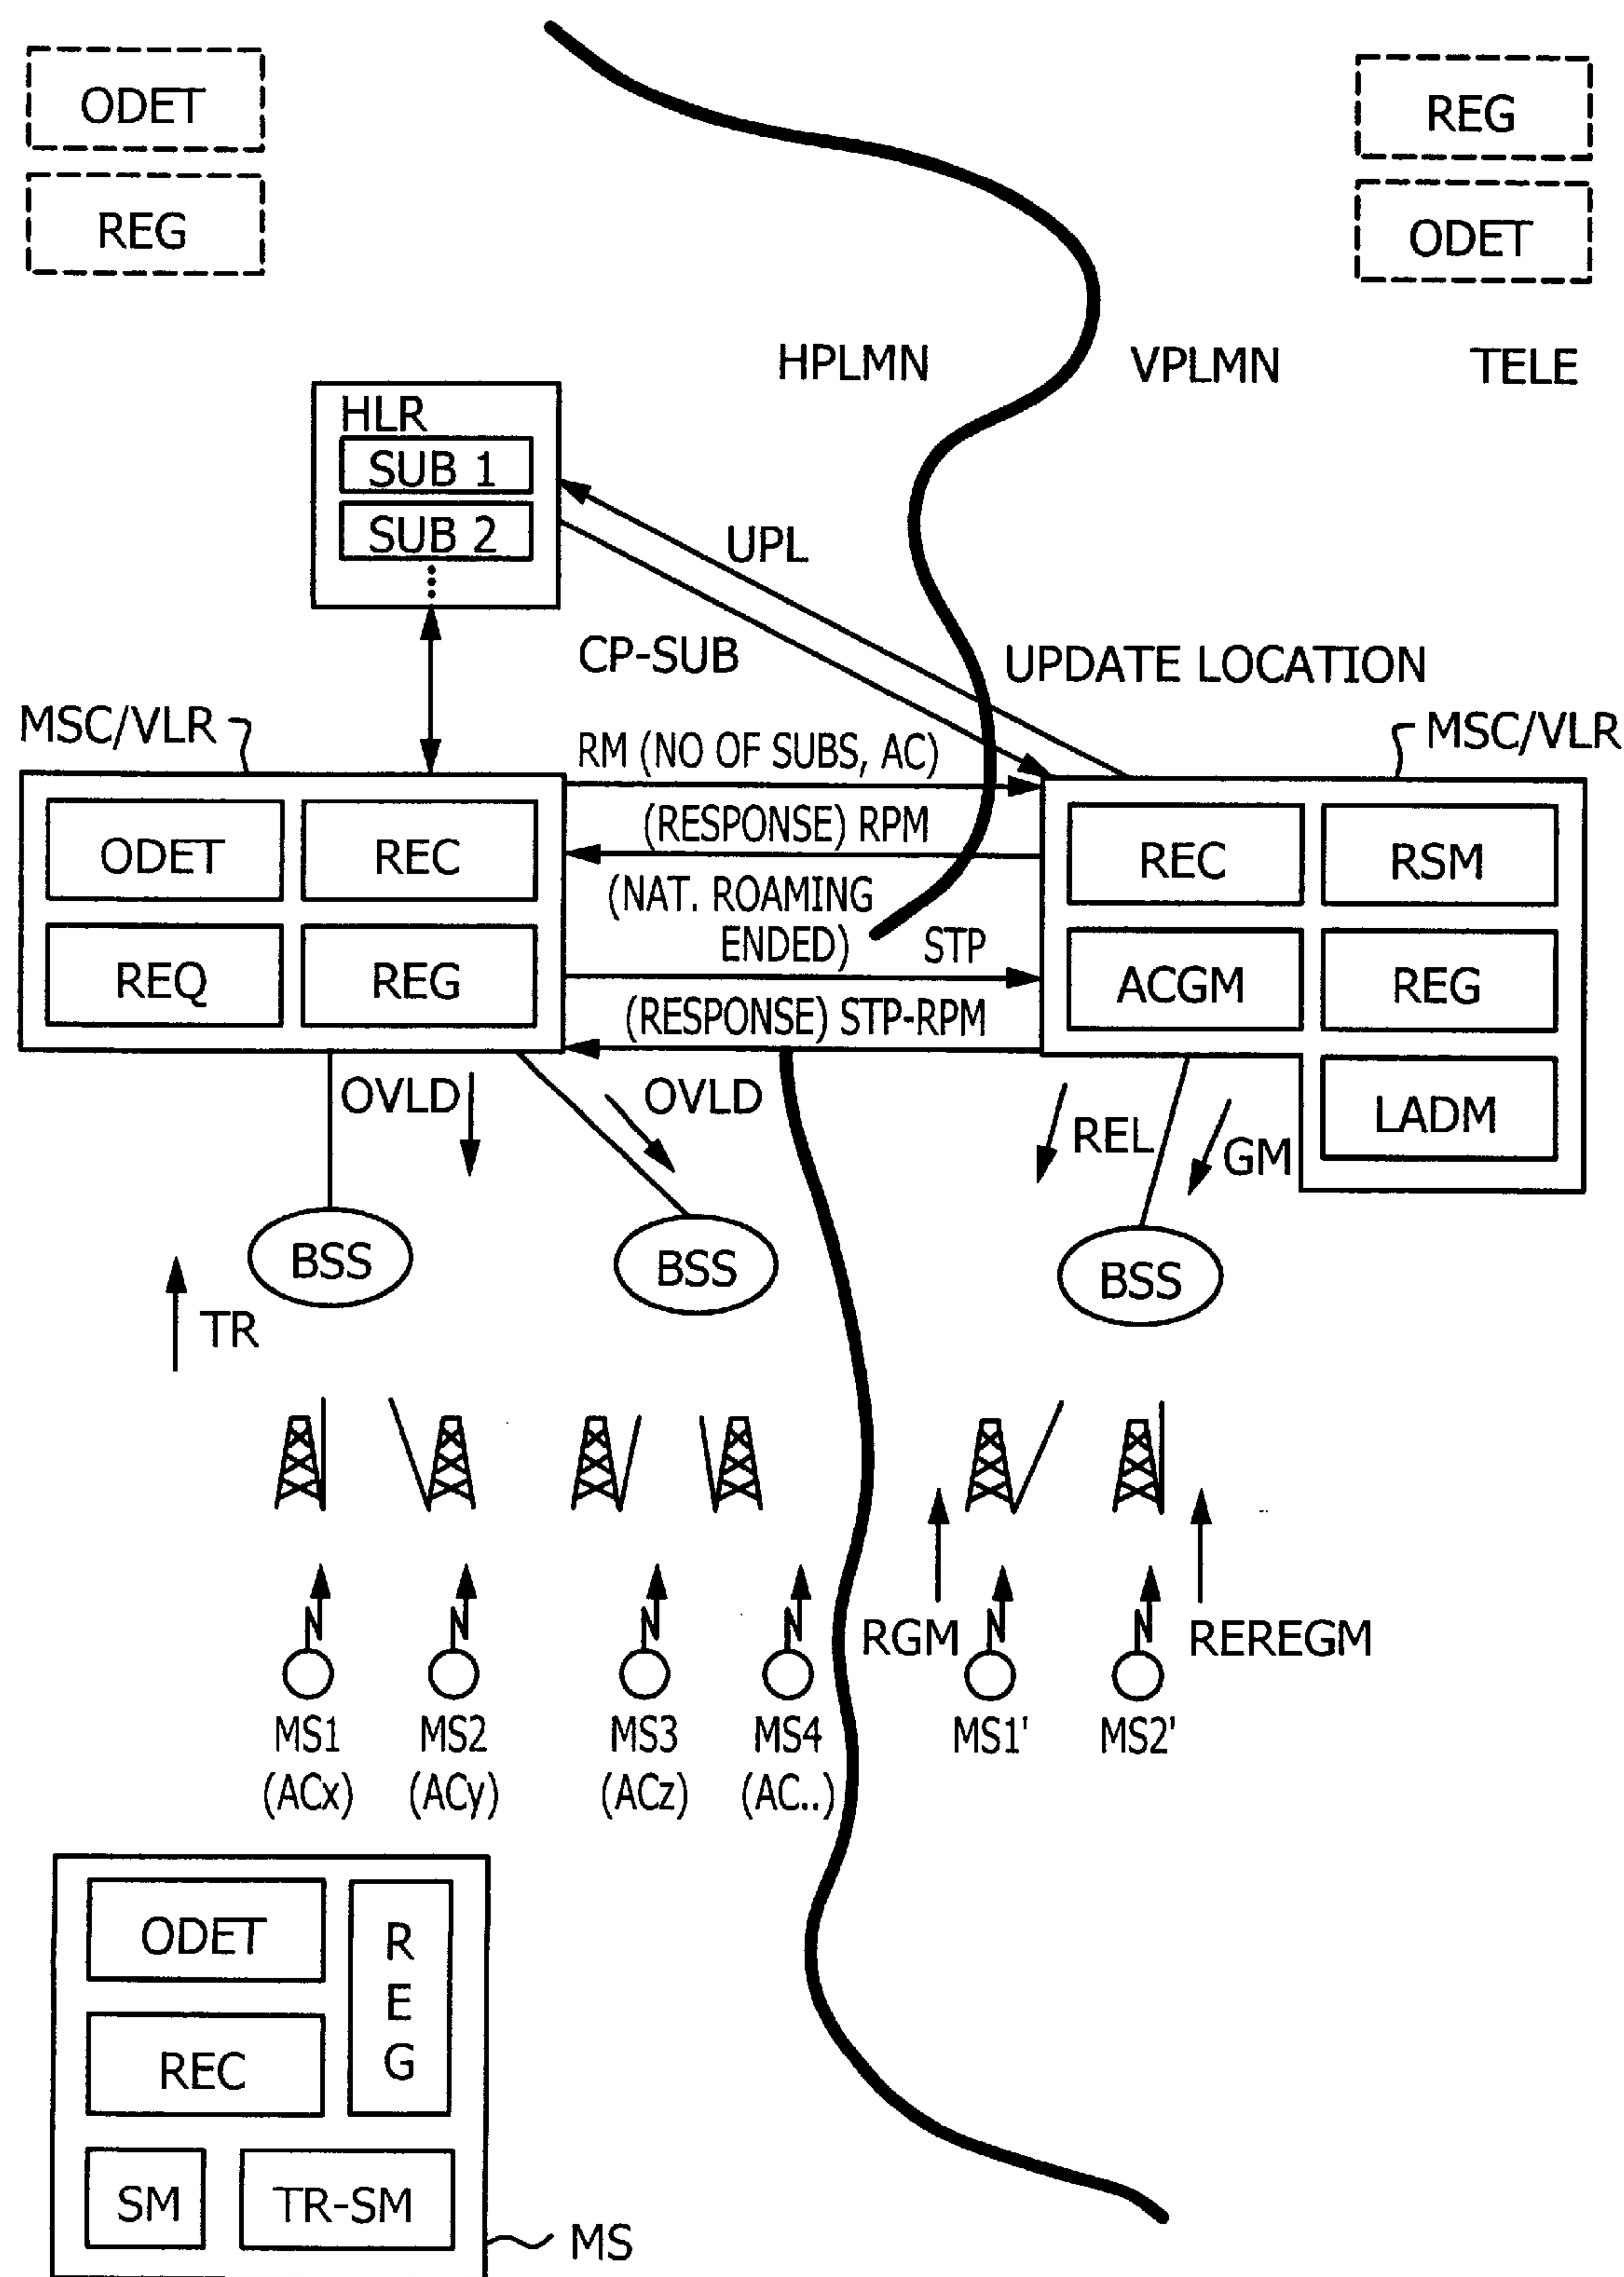 ODET
REG
REG
ODET
HPLMN
VPLMN
TELE
HLR
SUB 1
SUB 2
UPL
CP-SUB
UPDATE LOCATION
MSC/VLR
MSC/VLR
RM (NO OF SUBS, AC)
(RESPONSE) RPM
(NAT. ROAMING
ENDED)
STP
(RESPONSE) STP-RPM
ODET
REC
REQ
REG
REC
RSM
ACGM
REG
LADM
OVLD
OVLD
REL
GM
BSS
BSS
BSS
TR
RGM
REREGM
MS1
(ACx)
MS2
(ACy)
MS3
(ACz)
MS4
(AC..)
MS1'
MS2'
ODET
REG
REC
SM
TR-SM
MS